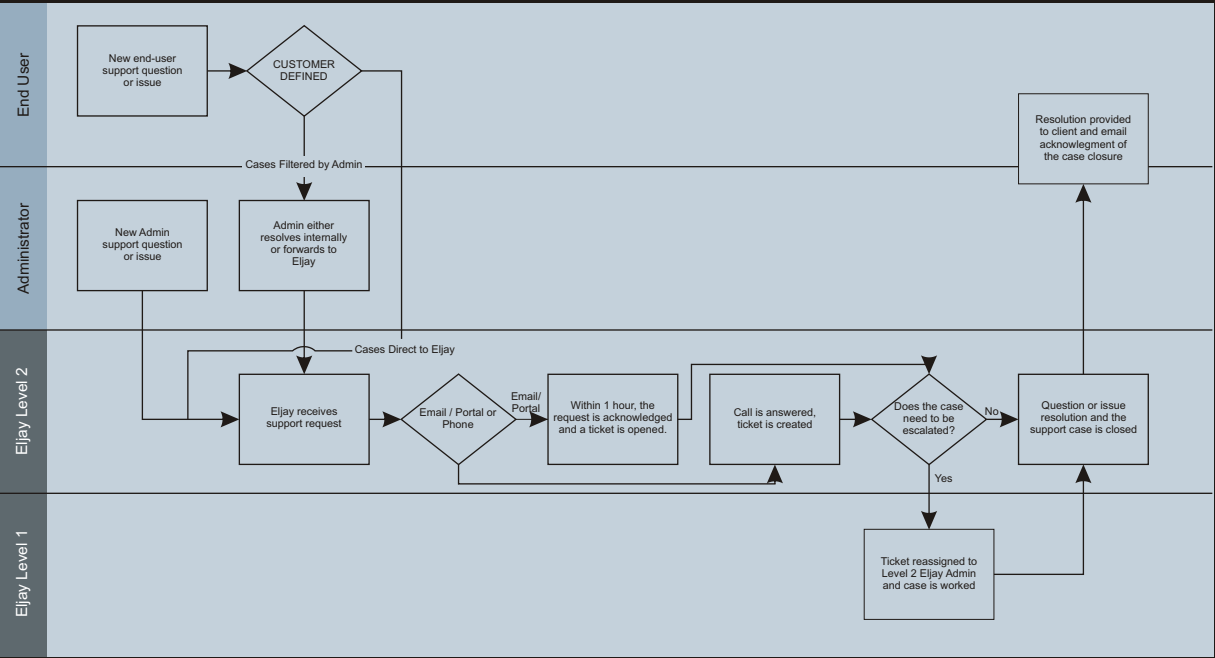 End User
New end-user
support question
or issue
CUSTOMER
DEFINED
Resolution provided
to client and email
acknowlegment of
the case closure
Cases Filtered by Admin
Administrator
New Admin
support question
or issue
Admin either
resolves internally
or forwards to
Eljay
Eljay Level 2
Cases Direct to Eljay
Eljay receives
support request
Email / Portal or
Phone
Email/
Portal
Within 1 hour, the
request is acknowledged
and a ticket is opened.
Call is answered,
ticket is created
Does the case
need to be
escalated?
No
Question or issue
resolution and the
support case is closed
Yes
Eljay Level 1
Ticket reassigned to
Level 2 Eljay Admin
and case is worked